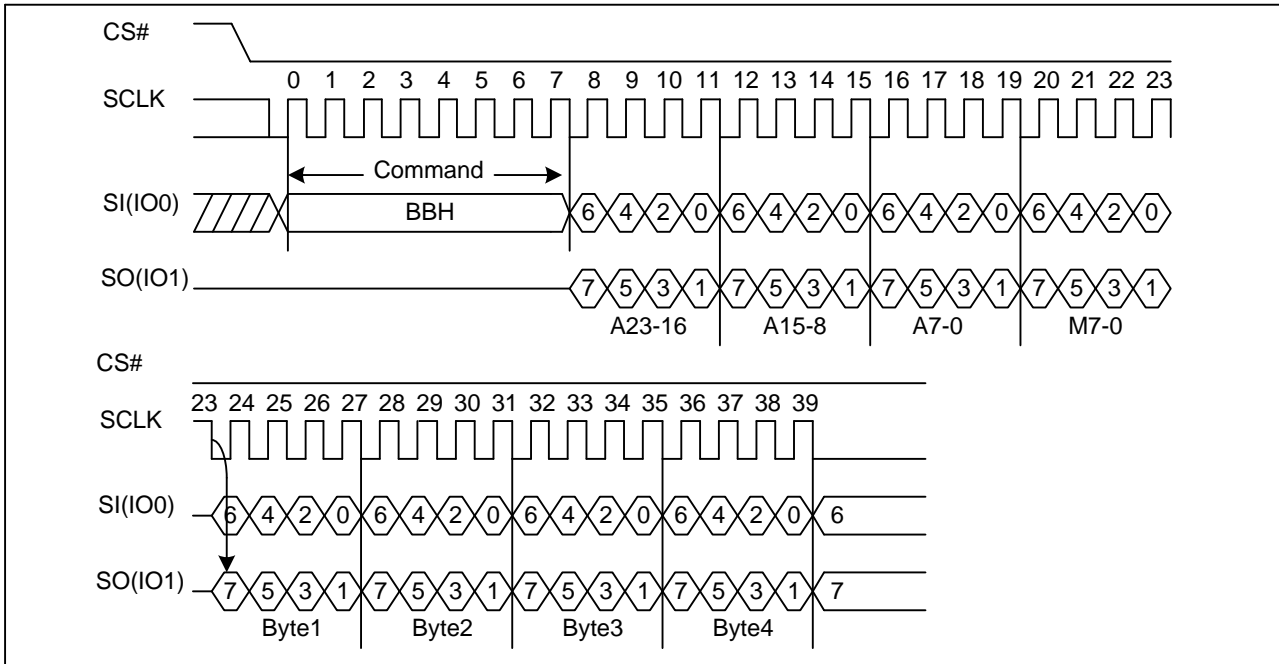 CS#
0 1 2 3 4 5 6 7 8 9 10 11 12 13 14 15 16 17 18 19 20 21 22 23
SCLK
Command
SI(IO0) BBH 6 4 2 0 6 4 2 0 6 4 2 0 6 4 2 0
SO(IO1) 7 5 3 1 7 5 3 1 7 5 3 1 7 5 3 1
A23-16 A15-8 A7-0 M7-0
CS#
23 24 25 26 27 28 29 30 31 32 33 34 35 36 37 38 39
SCLK
SI(IO0) 6 4 2 0 6 4 2 0 6 4 2 0 6 4 2 0 6
SO(IO1) 7 5 3 1 7 5 3 1 7 5 3 1 7 5 3 1 7
Byte1 Byte2 Byte3 Byte4